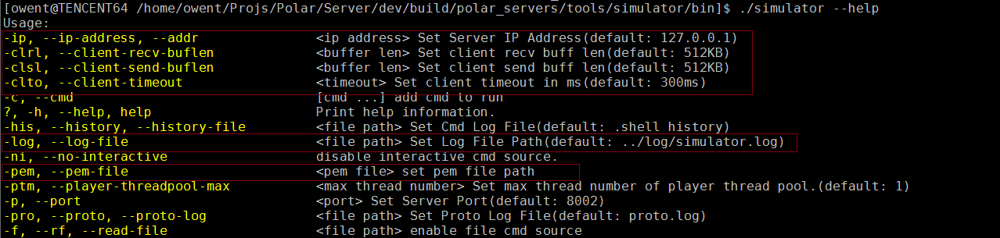 [owent@TENCENT64 /home/owent/Projs/Polar/Server/dev/build/polar_servers/tools/simulator/bin]$ ./simulator --help
Usage:
-ip, --ip-address, --addr <ip address> Set Server IP Address(default: 127.0.0.1)
-clrl, --client-recv-buflen <buffer len> Set client recv buff len(default: 512KB)
-clsl, --client-send-buflen <buffer len> Set client send buff len(default: 512KB)
-clto, --client-timeout <timeout> Set client timeout in ms(default: 300ms)
-c, --cmd [cmd ...] add cmd to run
?, -h, --help, help Print help information.
-his, --history, --history-file <file path> Set Cmd Log File(default: .shell_history)
-log, --log-file <file path> Set Log File Path(default: ../log/simulator.log)
-ni, --no-interactive disable interactive cmd source.
-pem, --pem-file <pem file> set pem file path
-ptm, --player-threadpool-max <max thread number> Set max thread number of player thread pool.(default: 1)
-p, --port <port> Set Server Port(default: 8002)
-pro, --proto, --proto-log <file path> Set Proto Log File(default: proto.log)
-f, --rf, --read-file <file path> enable file cmd source